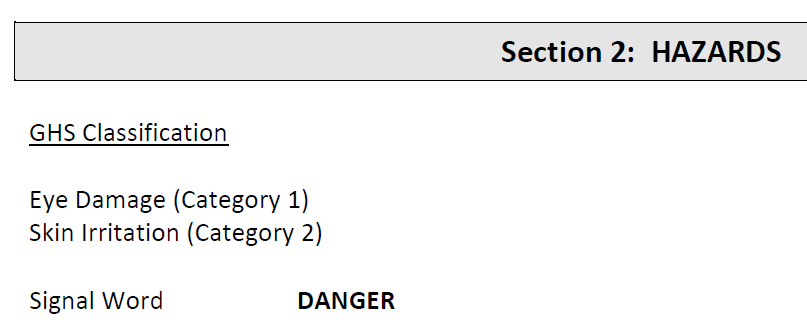 Section 2: HAZARDS
GHS Classification
Eye Damage (Category 1)
Skin Irritation (Category 2)
Signal Word DANGER